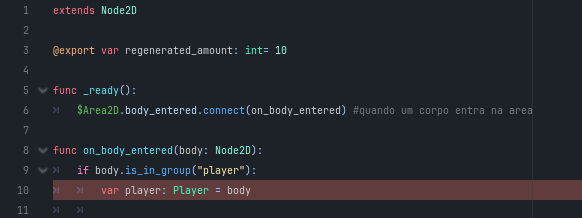 1 extends Node2D
2
3 @export var regenerated_amount: int= 10
4
5 func _ready():
6 $Area2D.body_entered.connect(on_body_entered) #quando um corpo entra na area
7
8 func on_body_entered(body: Node2D):
9 if body.is_in_group("player"):
10 var player: Player = body
11